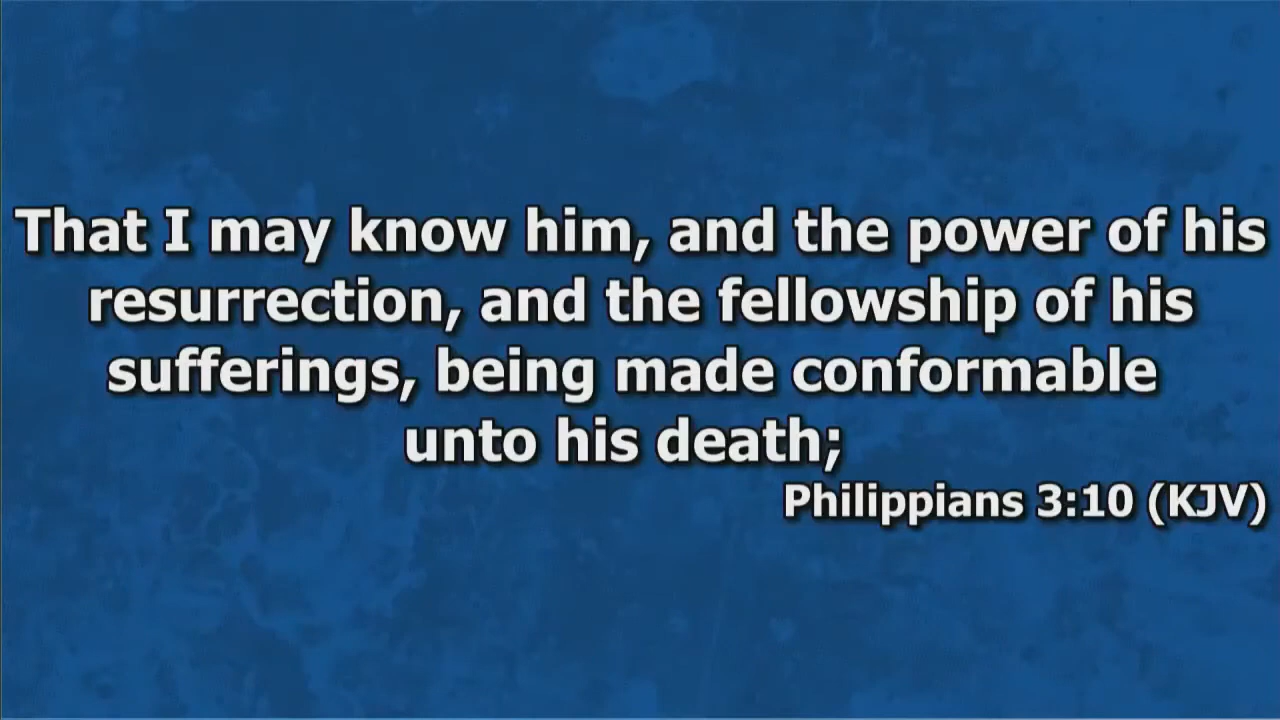 That I may know him, and the power of his
resurrection, and the fellowship of his
sufferings, being made conformable
unto his death;
Philippians 3:10 (KJV)